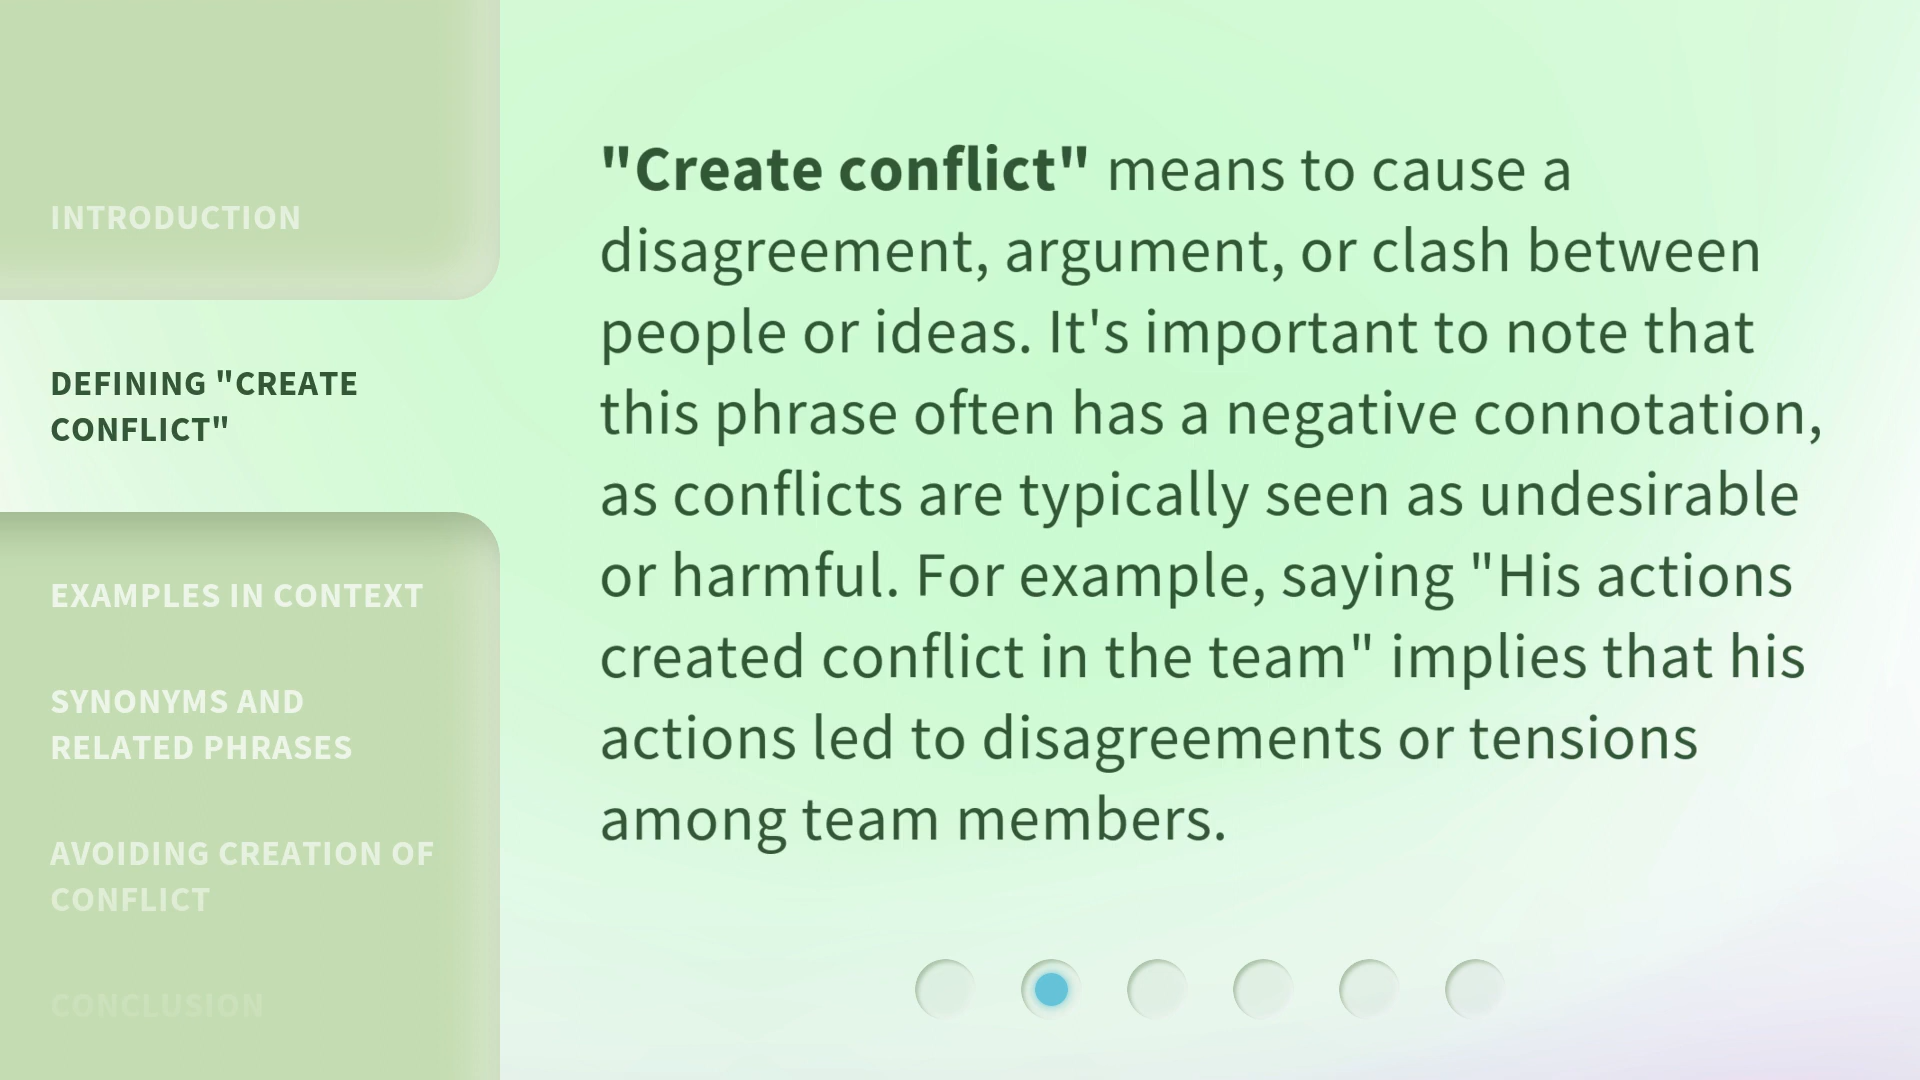 INTRODUCTION
DEFINING "CREATE
CONFLICT"
EXAMPLES IN CONTEXT
SYNONYMS AND
RELATED PHRASES
AVOIDING CREATION OF
CONFLICT
CONCLUSION
"Create conflict" means to cause a
disagreement, argument, or clash between
people or ideas. It's important to note that
this phrase often has a negative connotation,
as conflicts are typically seen as undesirable
or harmful. For example, saying "His actions
created conflict in the team" implies that his
actions led to disagreements or tensions
among team members.